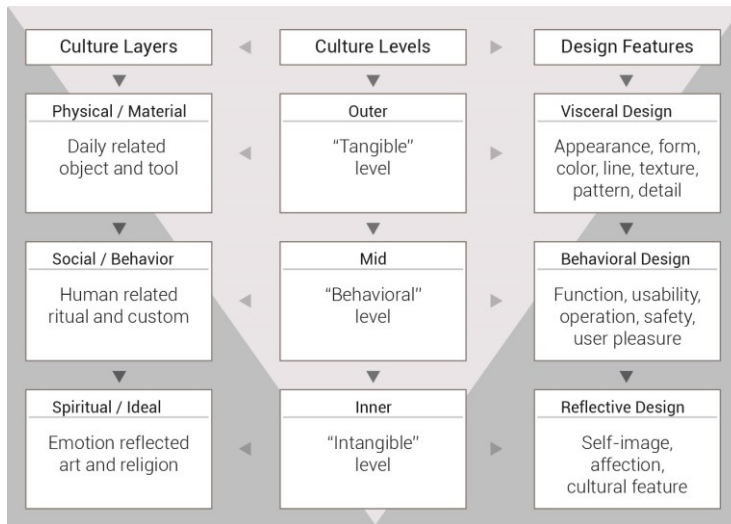 Culture Layers
Culture Levels
Design Features
Physical / Material
Daily related
object and tool
Outer
“Tangible”
level
Visceral Design
Appearance, form,
color, line, texture,
pattern, detail
Social / Behavior
Human related
ritual and custom
Mid
“Behavioral”
level
Behavioral Design
Function, usability,
operation, safety,
user pleasure
Spiritual / Ideal
Emotion reflected
art and religion
Inner
“Intangible”
level
Reflective Design
Self-image,
affection,
cultural feature